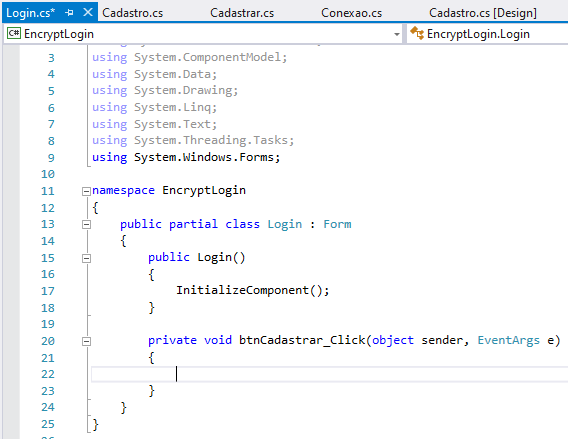 Login.cs* Cadastro.cs Cadastrar.cs Conexao.cs Cadastro.cs [Design]
C# EncryptLogin EncryptLogin.Login
3 using System.ComponentModel;
4 using System.Data;
5 using System.Drawing;
6 using System.Linq;
7 using System.Text;
8 using System.Threading.Tasks;
9 using System.Windows.Forms;
10
11 namespace EncryptLogin
12 {
13 public partial class Login : Form
14 {
15 public Login()
16 {
17 InitializeComponent();
18 }
19
20 private void btnCadastrar_Click(object sender, EventArgs e)
21 {
22
23 }
24 }
25 }